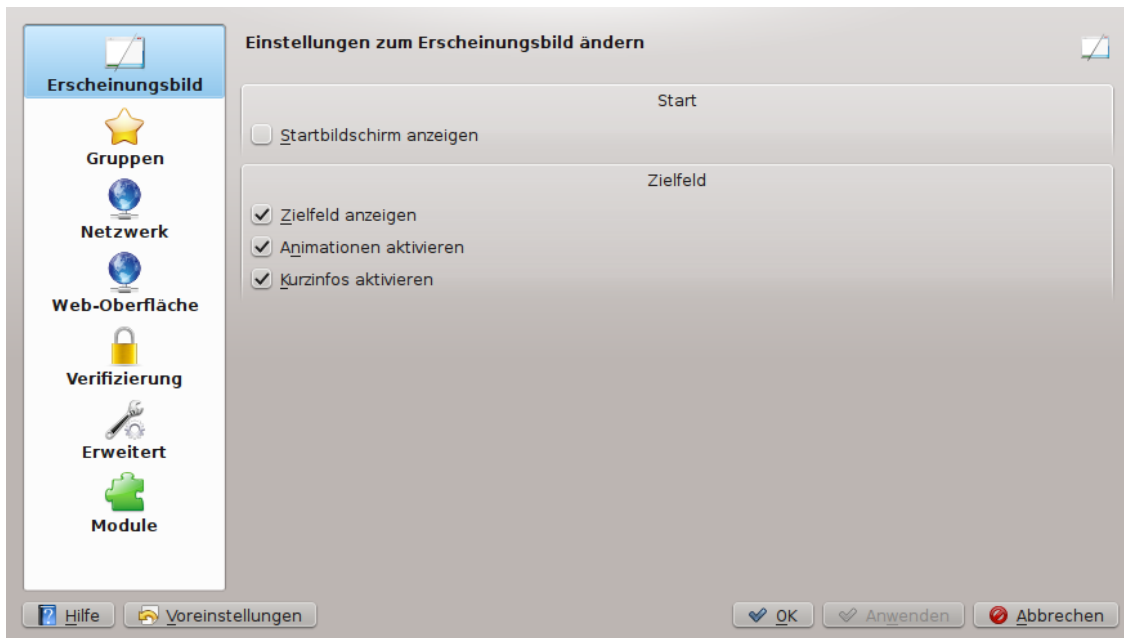 Einstellungen zum Erscheinungsbild ändern
Erscheinungsbild
Gruppen
Netzwerk
Web-Oberfläche
Verifizierung
Erweitert
Module
Start
Startbildschirm anzeigen
Zielfeld
Zielfeld anzeigen
Animationen aktivieren
Kurzinfos aktivieren
Hilfe
Voreinstellungen
OK
Anwenden
Abbrechen